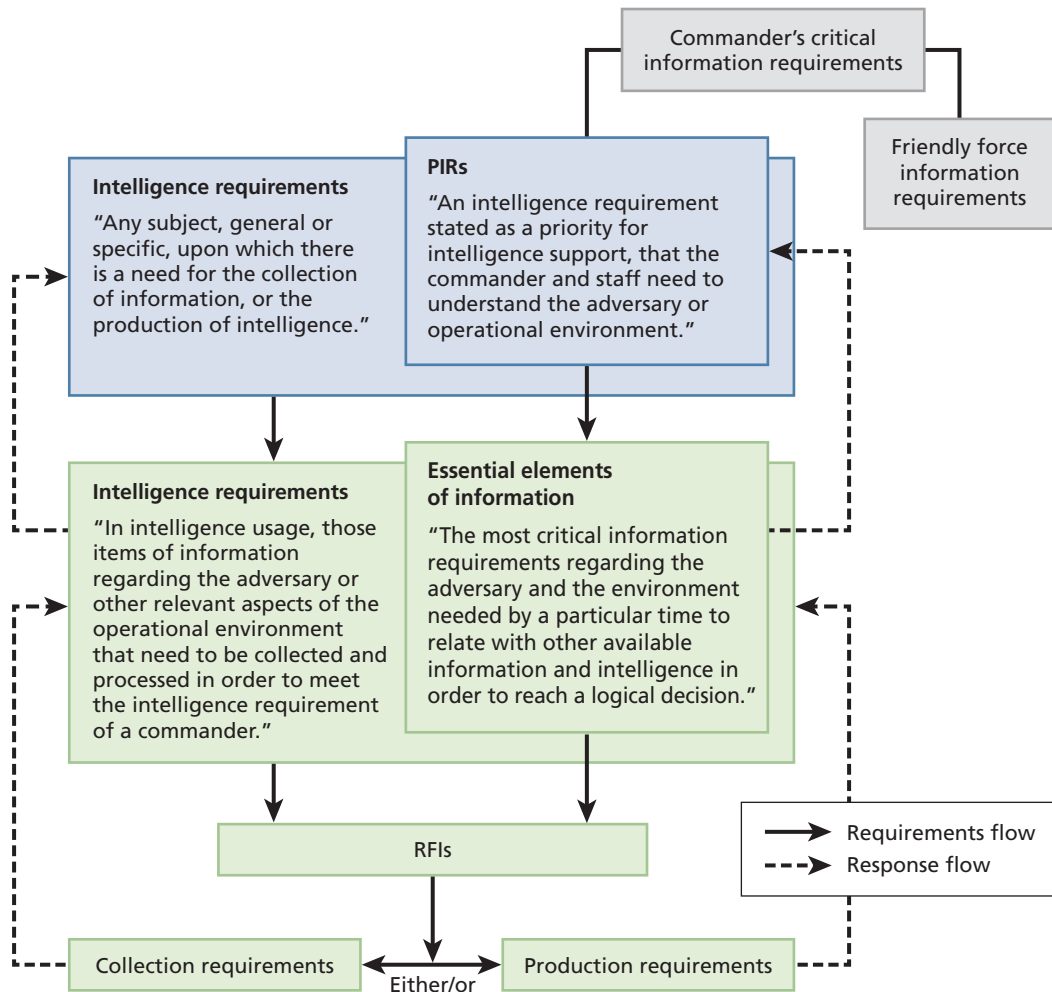 Commander’s critical
information requirements
Friendly force
information
requirements
Intelligence requirements
“Any subject, general or
specific, upon which there
is a need for the collection
of information, or the
production of intelligence.”
PIRs
“An intelligence requirement
stated as a priority for
intelligence support, that the
commander and staff need to
understand the adversary or
operational environment.”
Intelligence requirements
“In intelligence usage, those
items of information
regarding the adversary or
other relevant aspects of the
operational environment
that need to be collected and
processed in order to meet
the intelligence requirement
of a commander.”
Essential elements
of information
“The most critical information
requirements regarding the
adversary and the environment
needed by a particular time to
relate with other available
information and intelligence in
order to reach a logical decision.”
RFIs
Requirements flow
Response flow
Collection requirements
Either/or
Production requirements